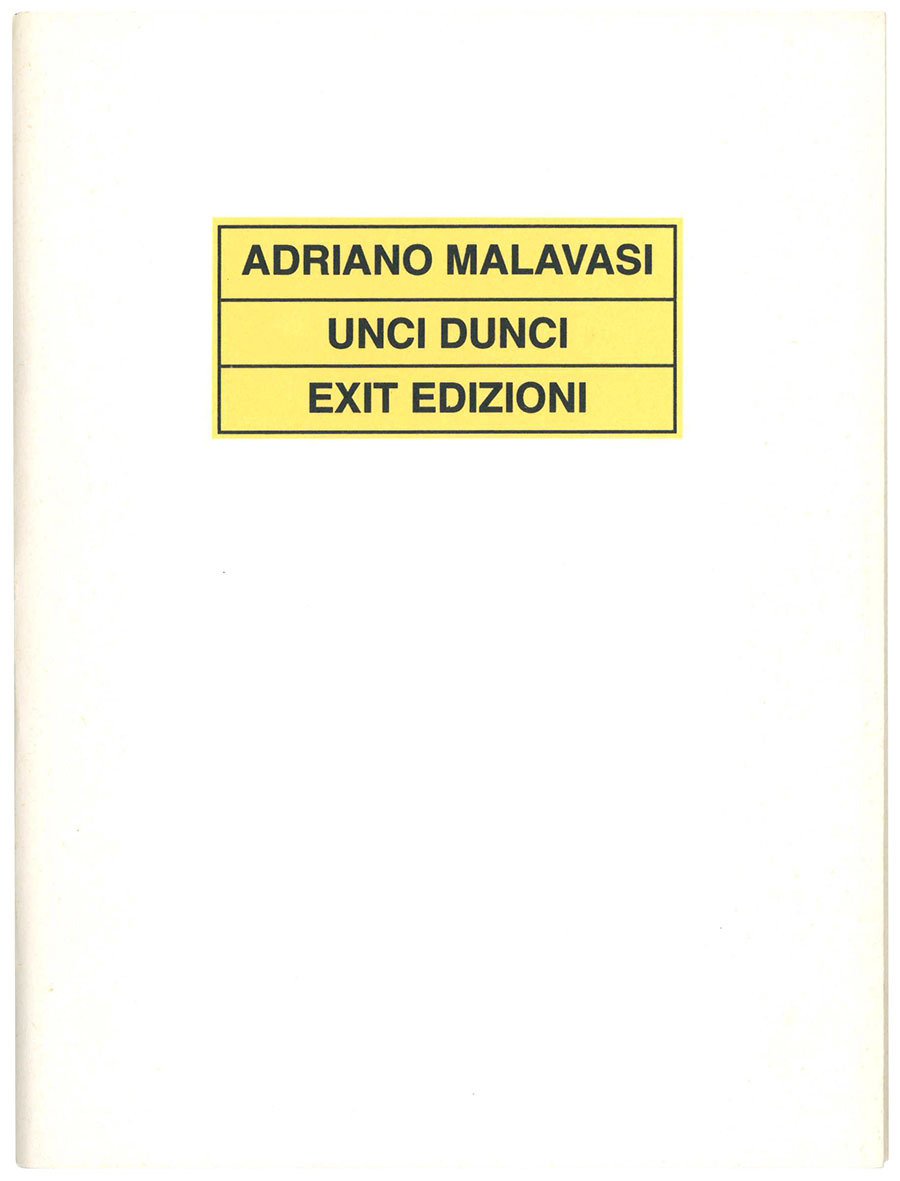 ADRIANO MALAVASI
UNCI DUNCI
EXIT EDIZIONI